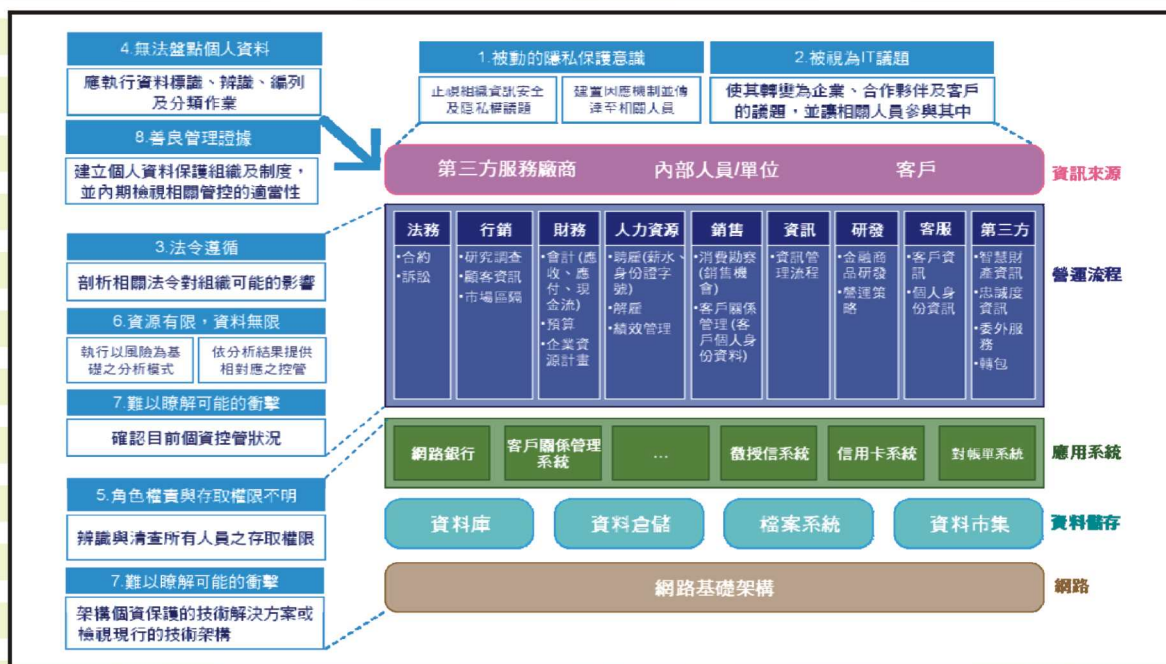 4.無法盤點個人資料
應執行資料標識、辨識、編列
及分類作業
8.善良管理證據
建立個人資料保護組織及制度，
並內期檢視相關管控的適當性
3.法令遵循
剖析相關法令對組織可能的影響
6.資源有限，資料無限
執行以風險為基
礎之分析模式
依分析結果提供
相對應之控管
7.難以瞭解可能的衝擊
確認目前個資控管狀況
5.角色權責與存取權限不明
辨識與清查所有人員之存取權限
7.難以瞭解可能的衝擊
架構個資保護的技術解決方案或
檢視現行的技術架構
1.被動的隱私保護意識
正視組織資訊安全
及隱私權議題
建置因應機制並傳
達至相關人員
2.被視為IT議題
使其轉變為企業、合作夥伴及客戶
的議題，並讓相關人員參與其中
第三方服務廠商
內部人員/單位
客戶
資訊來源
法務
•合約
•訴訟
行銷
•研究調查
•顧客資訊
•市場區隔
財務
•會計(應
收、應
付、現
金流)
•預算
•企業資
源計畫
人力資源
•聘雇(薪水、
身份證字
號)
•解雇
•績效管理
銷售
•消費勘察
(銷售機
會)
•客戶關係
管理(客
戶個人身
份資料)
資訊
•資訊管
理流程
研發
•金融商
品研發
•營運策
略
客服
•客戶資
訊
•個人身
份資訊
第三方
•智慧財
產資訊
•忠誠度
資訊
•委外服
務
•轉包
營運流程
網路銀行
客戶關係管理
系統
...
徵授信系統
信用卡系統
對帳單系統
應用系統
資料庫
資料倉儲
檔案系統
資料市集
資料儲存
網路基礎架構
網路